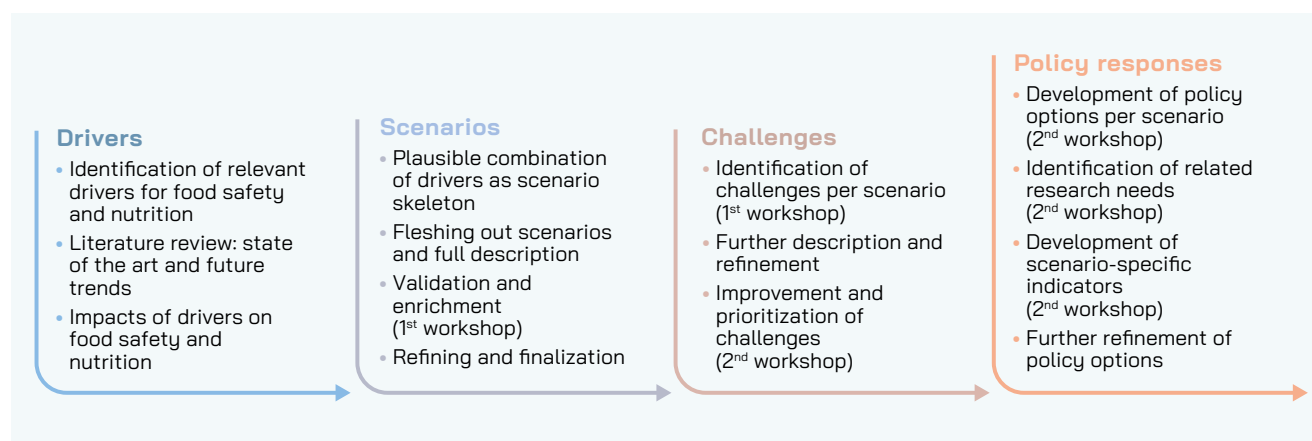 Drivers
• Identification of relevant
drivers for food safety
and nutrition
• Literature review: state
of the art and future
trends
• Impacts of drivers on
food safety and
nutrition
Scenarios
• Plausible combination
of drivers as scenario
skeleton
• Fleshing out scenarios
and full description
• Validation and
enrichment
(1st workshop)
• Refining and finalization
Challenges
• Identification of
challenges per scenario
(1st workshop)
• Further description and
refinement
• Improvement and
prioritization of
challenges
(2nd workshop)
Policy responses
• Development of policy
options per scenario
(2nd workshop)
• Identification of related
research needs
(2nd workshop)
• Development of
scenario-specific
indicators
(2nd workshop)
• Further refinement of
policy options